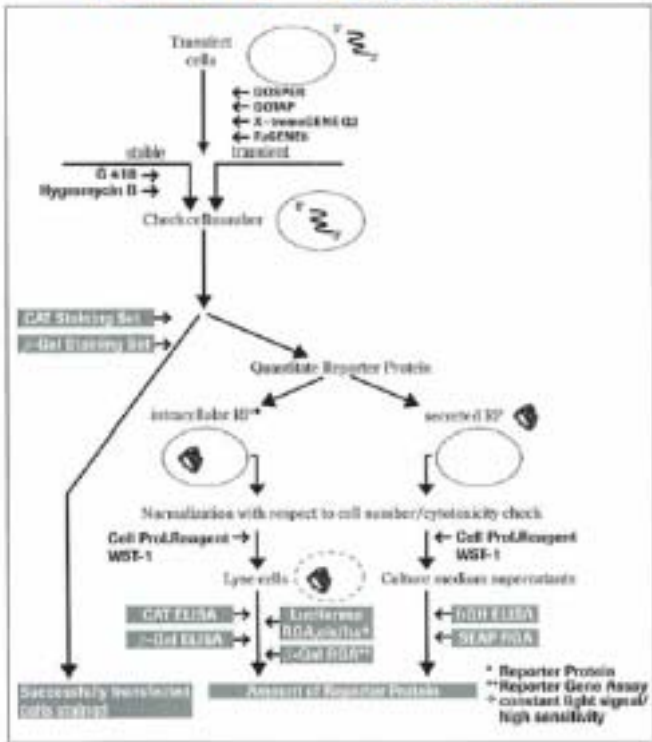 Transfect
cells
DOSPER
DOTAP
X-tremeGENE Q2
FuGENE6
stable
transient
G 418
Hygromycin B
Check cell number
CAT Staining Set
β-Gal Staining Set
Quantitate Reporter Protein
intracellular RP*
secreted RP
Normalization with respect to cell number/cytotoxicity check
Cell Prol.Reagent
WST-1
Cell Prol.Reagent
WST-1
Lyse cells
Culture medium supernatants
CAT ELISA
β-Gal ELISA
Luciferase
β-Gal RGA**
hGH ELISA
SEAP RGA
Successfully transfected
cells stained
Amount of Reporter Protein
* Reporter Protein
**Reporter Gene Assay
constant light signal/
high sensitivity